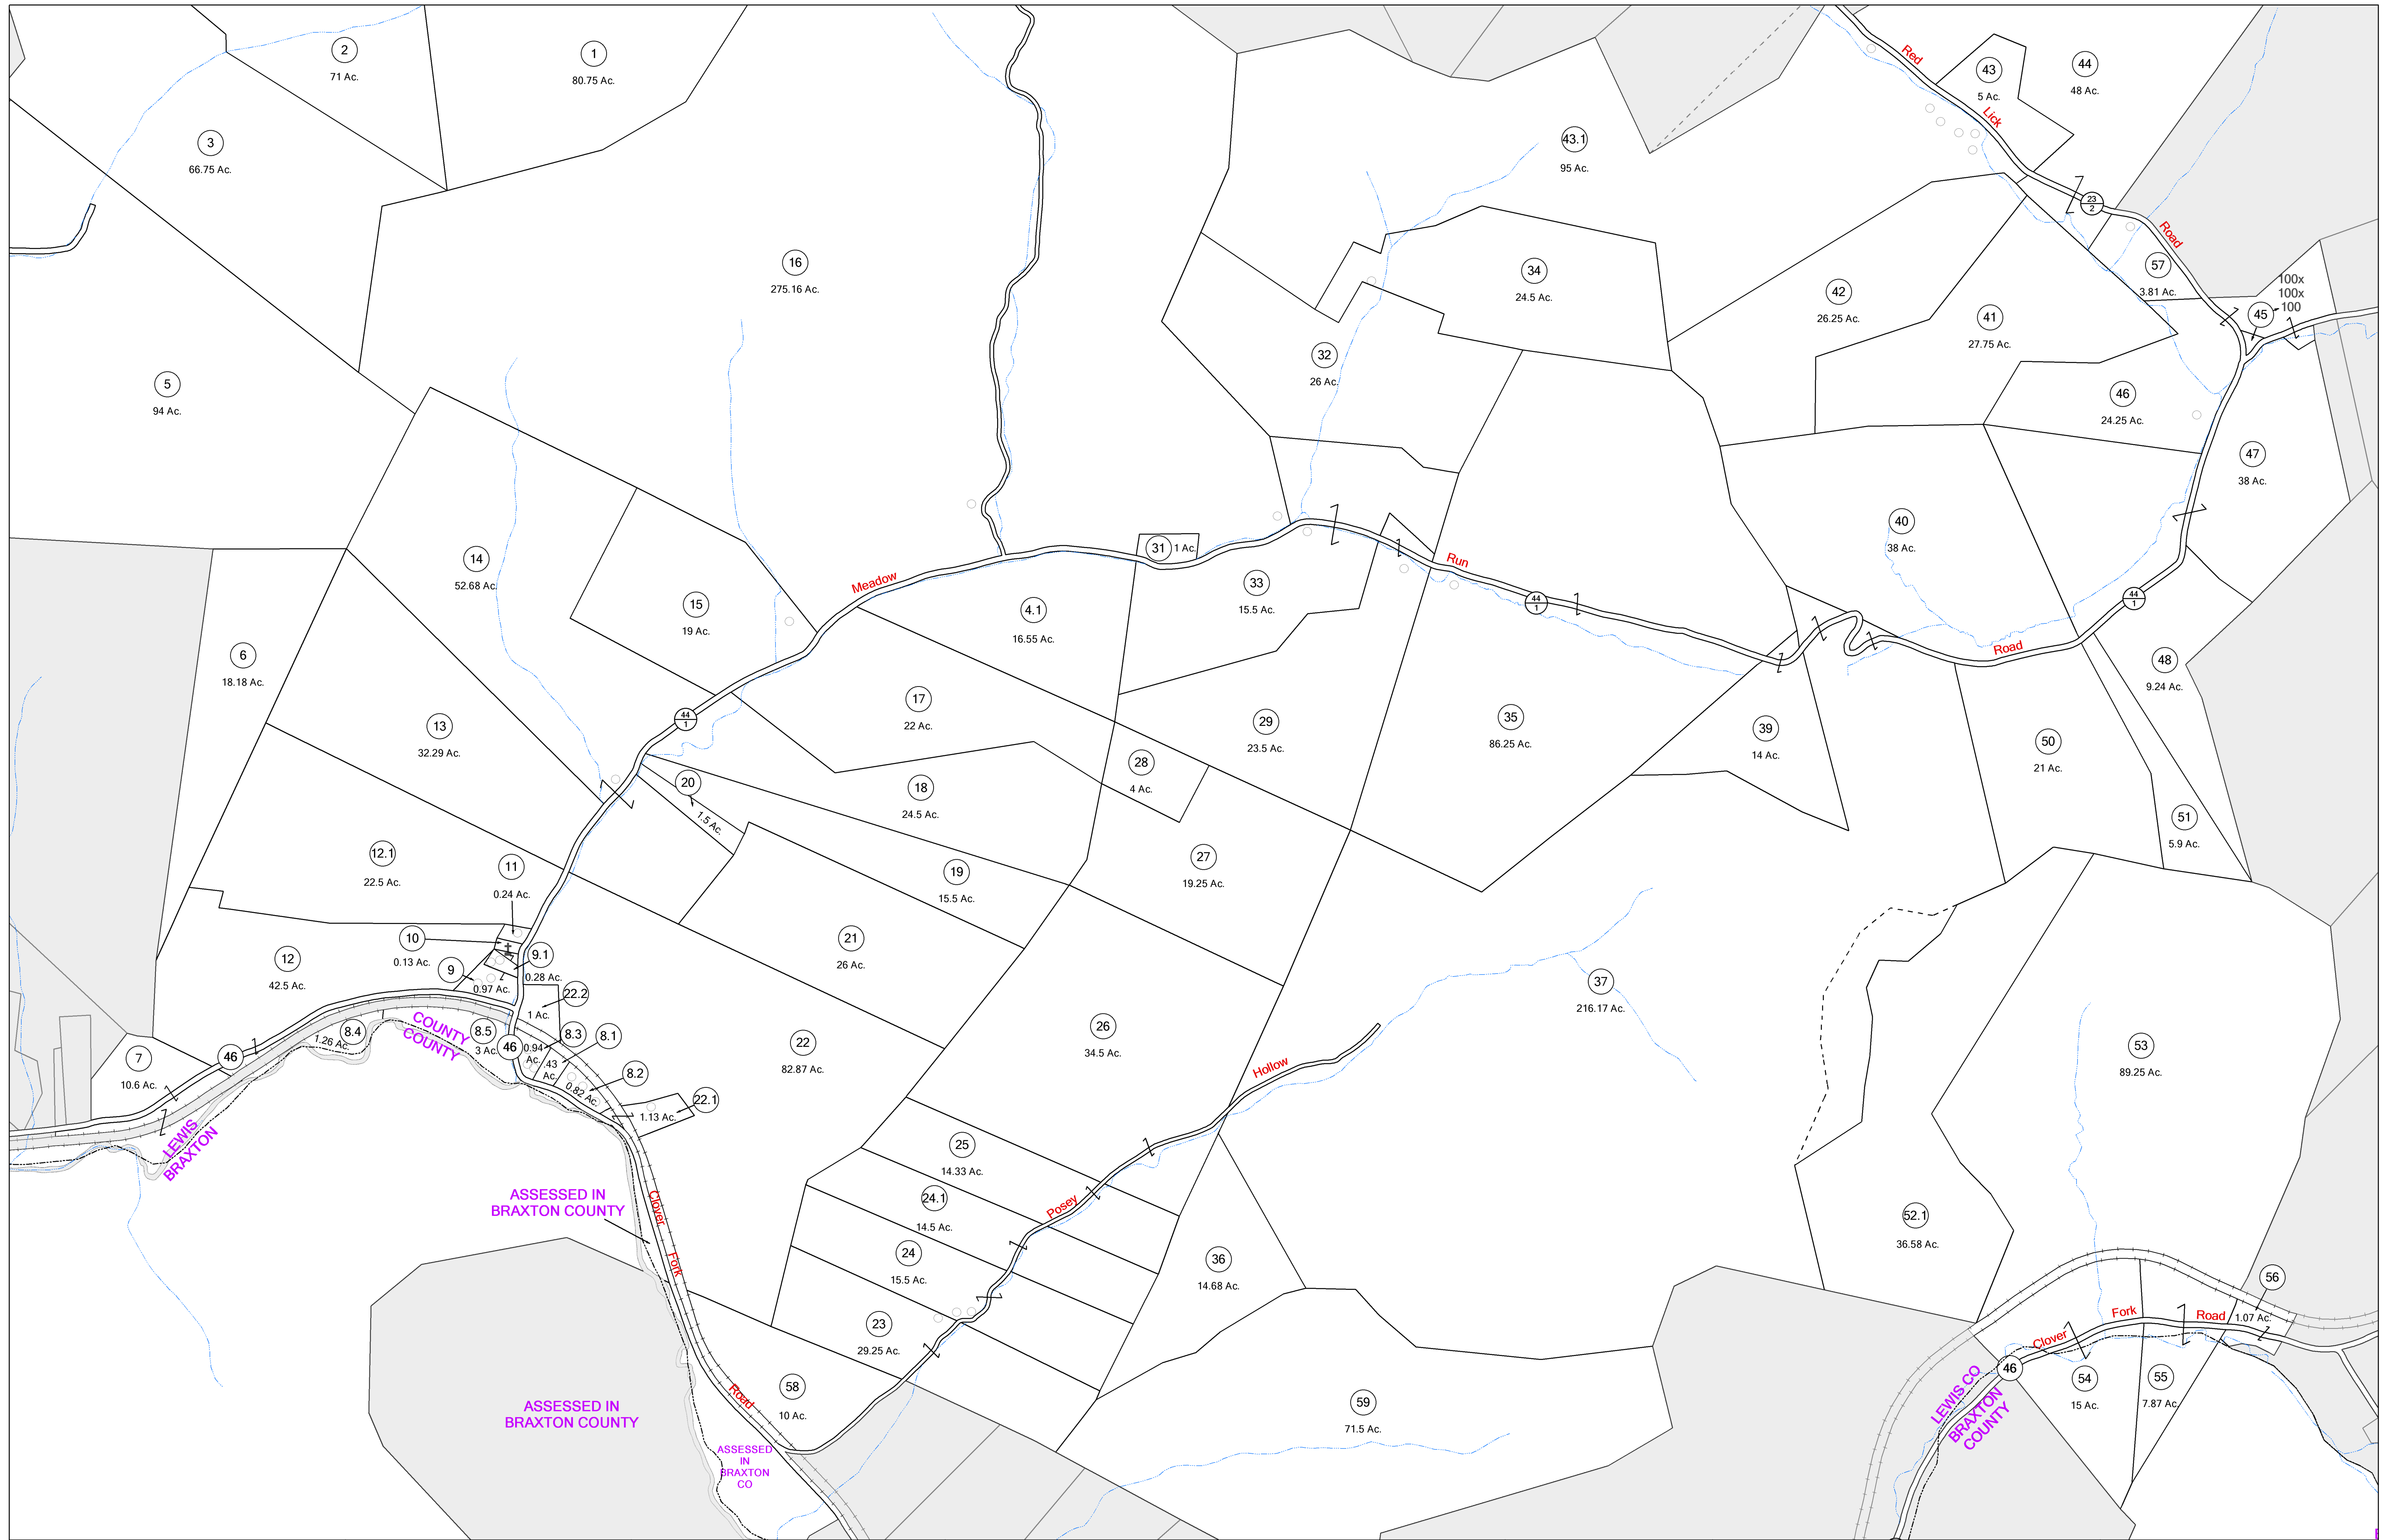 2
71 Ac.
1
80.75 Ac.
3
66.75 Ac.
5
94 Ac.
16
275.16 Ac.
43.1
95 Ac.
Red
Lick
Road
43
5 Ac.
44
48 Ac.
23
2
57
3.81 Ac.
100x
100x
100
45
34
24.5 Ac.
42
26.25 Ac.
41
27.75 Ac.
32
26 Ac.
46
24.25 Ac.
47
38 Ac.
14
52.68 Ac.
15
19 Ac.
Meadow
Run
Road
31
1 Ac.
33
15.5 Ac.
4.1
16.55 Ac.
44
1
40
38 Ac.
44
1
6
18.18 Ac.
13
32.29 Ac.
44
1
17
22 Ac.
29
23.5 Ac.
35
86.25 Ac.
39
14 Ac.
50
21 Ac.
48
9.24 Ac.
51
5.9 Ac.
20
1.5 Ac.
18
24.5 Ac.
28
4 Ac.
12.1
22.5 Ac.
11
0.24 Ac.
19
15.5 Ac.
27
19.25 Ac.
10
0.13 Ac.
9
0.97 Ac.
9.1
0.28 Ac.
12
42.5 Ac.
21
26 Ac.
22.2
1 Ac.
37
216.17 Ac.
8.4
1.26 Ac.
COUNTY
COUNTY
8.5
3 Ac.
46
8.3
0.94
Ac.
8.1
.43
Ac.
8.2
0.82 Ac.
22.1
1.13 Ac.
7
10.6 Ac.
46
22
82.87 Ac.
26
34.5 Ac.
53
89.25 Ac.
Hollow
Posey
LEWIS
BRAXTON
25
14.33 Ac.
24.1
14.5 Ac.
24
15.5 Ac.
23
29.25 Ac.
ASSESSED IN
BRAXTON COUNTY
Clover
Fork
Road
36
14.68 Ac.
52.1
36.58 Ac.
56
1.07 Ac.
Clover
Fork
Road
46
58
10 Ac.
59
71.5 Ac.
54
15 Ac.
55
7.87 Ac.
LEWIS CO
BRAXTON
COUNTY
ASSESSED IN
BRAXTON COUNTY
ASSESSED
IN
BRAXTON
CO